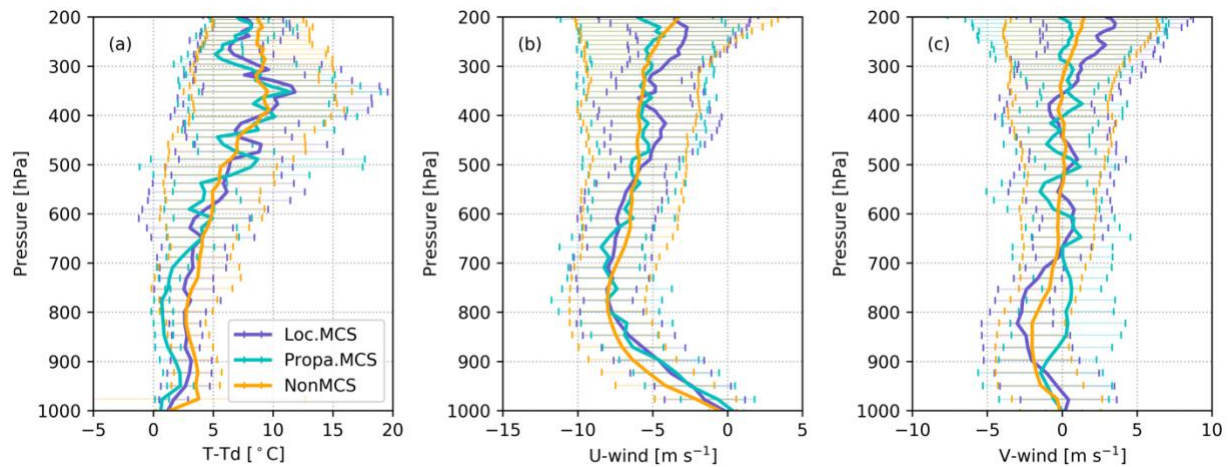 (a)
200
300
400
500
600
700
800
900
1000
Pressure [hPa]
−5 0 5 10 15 20
T-Td [°C]
Loc.MCS
Propa.MCS
NonMCS
(b)
200
300
400
500
600
700
800
900
1000
Pressure [hPa]
−15 −10 −5 0 5
U-wind [m s⁻¹]
(c)
200
300
400
500
600
700
800
900
1000
Pressure [hPa]
−10 −5 0 5 10
V-wind [m s⁻¹]